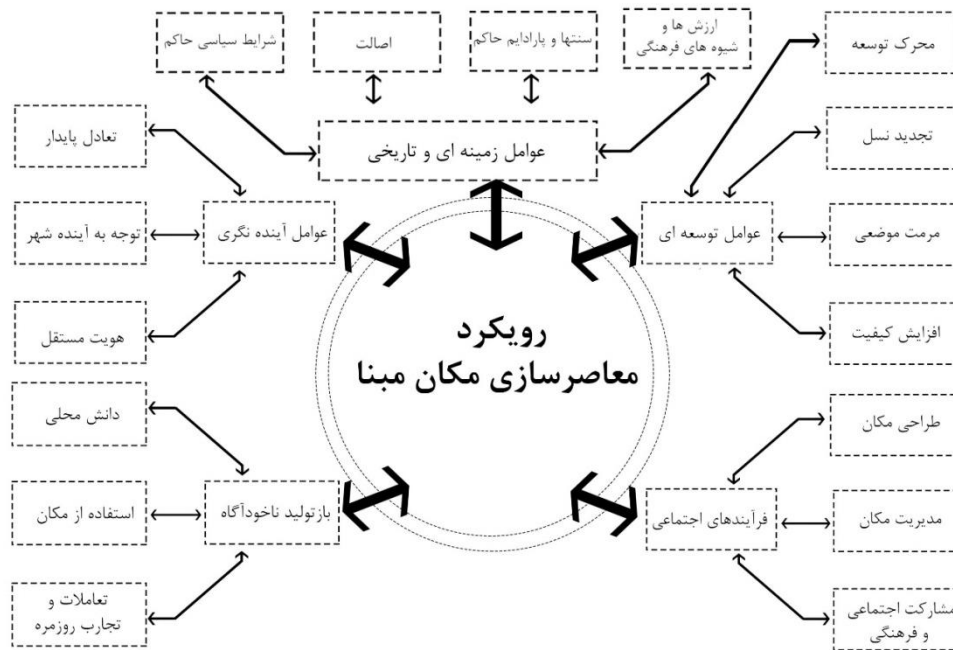 محرک توسعه
ارزش ها و
شیوه های فرهنگی
سنتها و پارادایم حاکم
اصالت
شرایط سیاسی حاکم
عوامل زمینه ای و تاریخی
تجدید نسل
تعادل پایدار
عوامل توسعه ای
مرمت موضعی
عوامل آینده نگری
توجه به آینده شهر
افزایش کیفیت
هویت مستقل
رویکرد
معاصرسازی مکان مبنا
طراحی مکان
دانش محلی
فرآیندهای اجتماعی
مدیریت مکان
بازتولید ناخودآگاه
استفاده از مکان
مشارکت اجتماعی
و فرهنگی
تعاملات و
تجارب روزمره